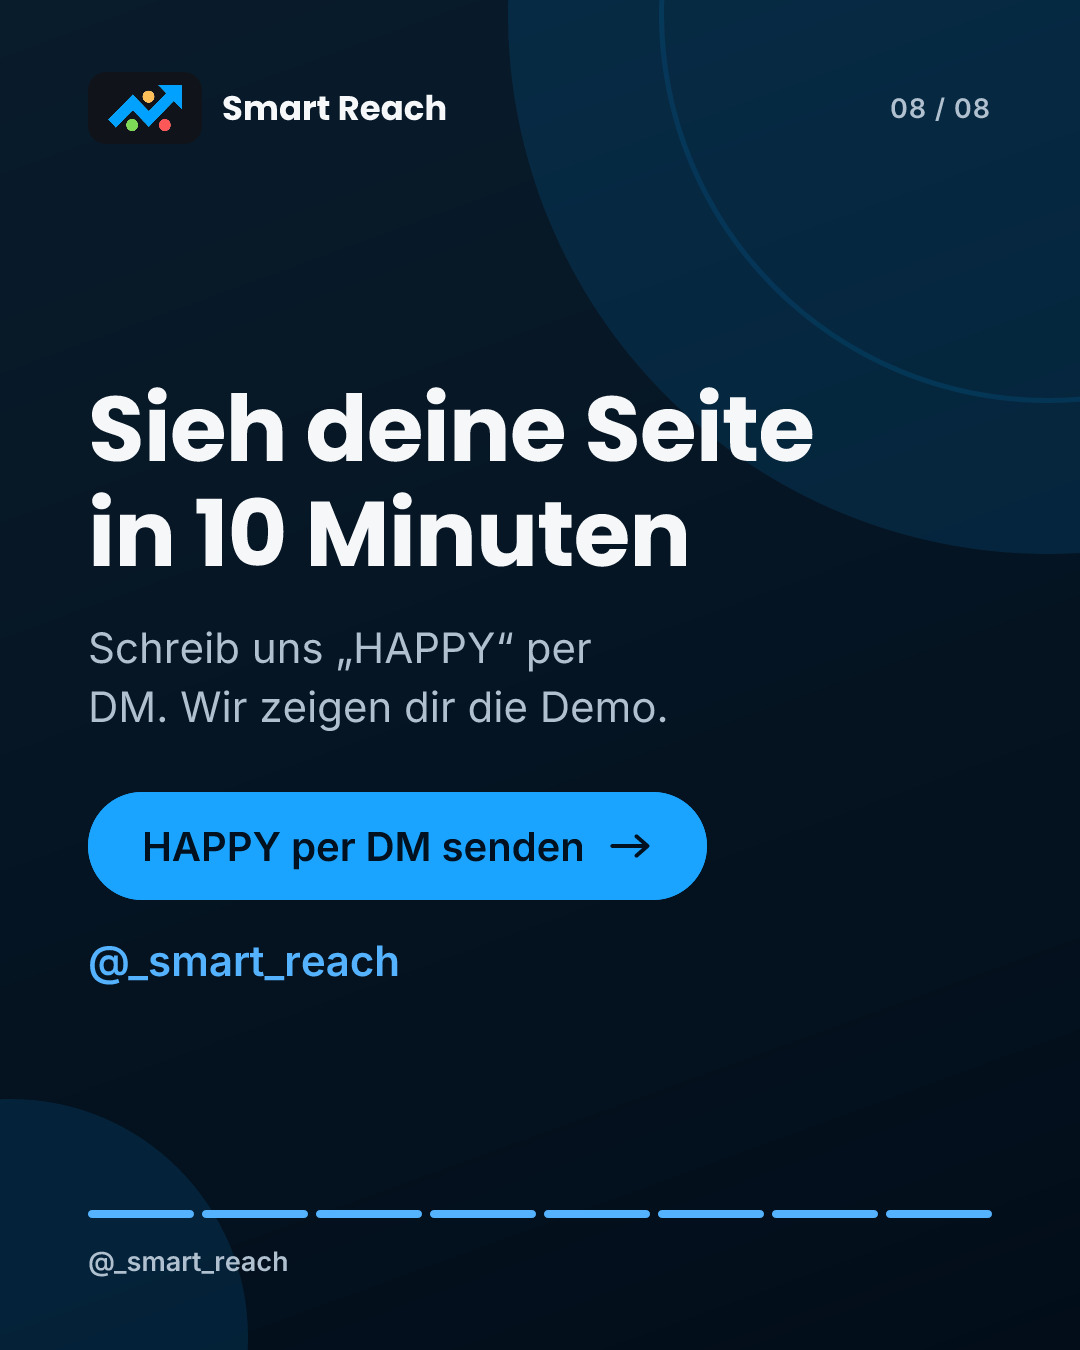 Smart Reach
08 / 08
Sieh deine Seite
in 10 Minuten
Schreib uns „HAPPY“ per
DM. Wir zeigen dir die Demo.
HAPPY per DM senden →
@_smart_reach
@_smart_reach